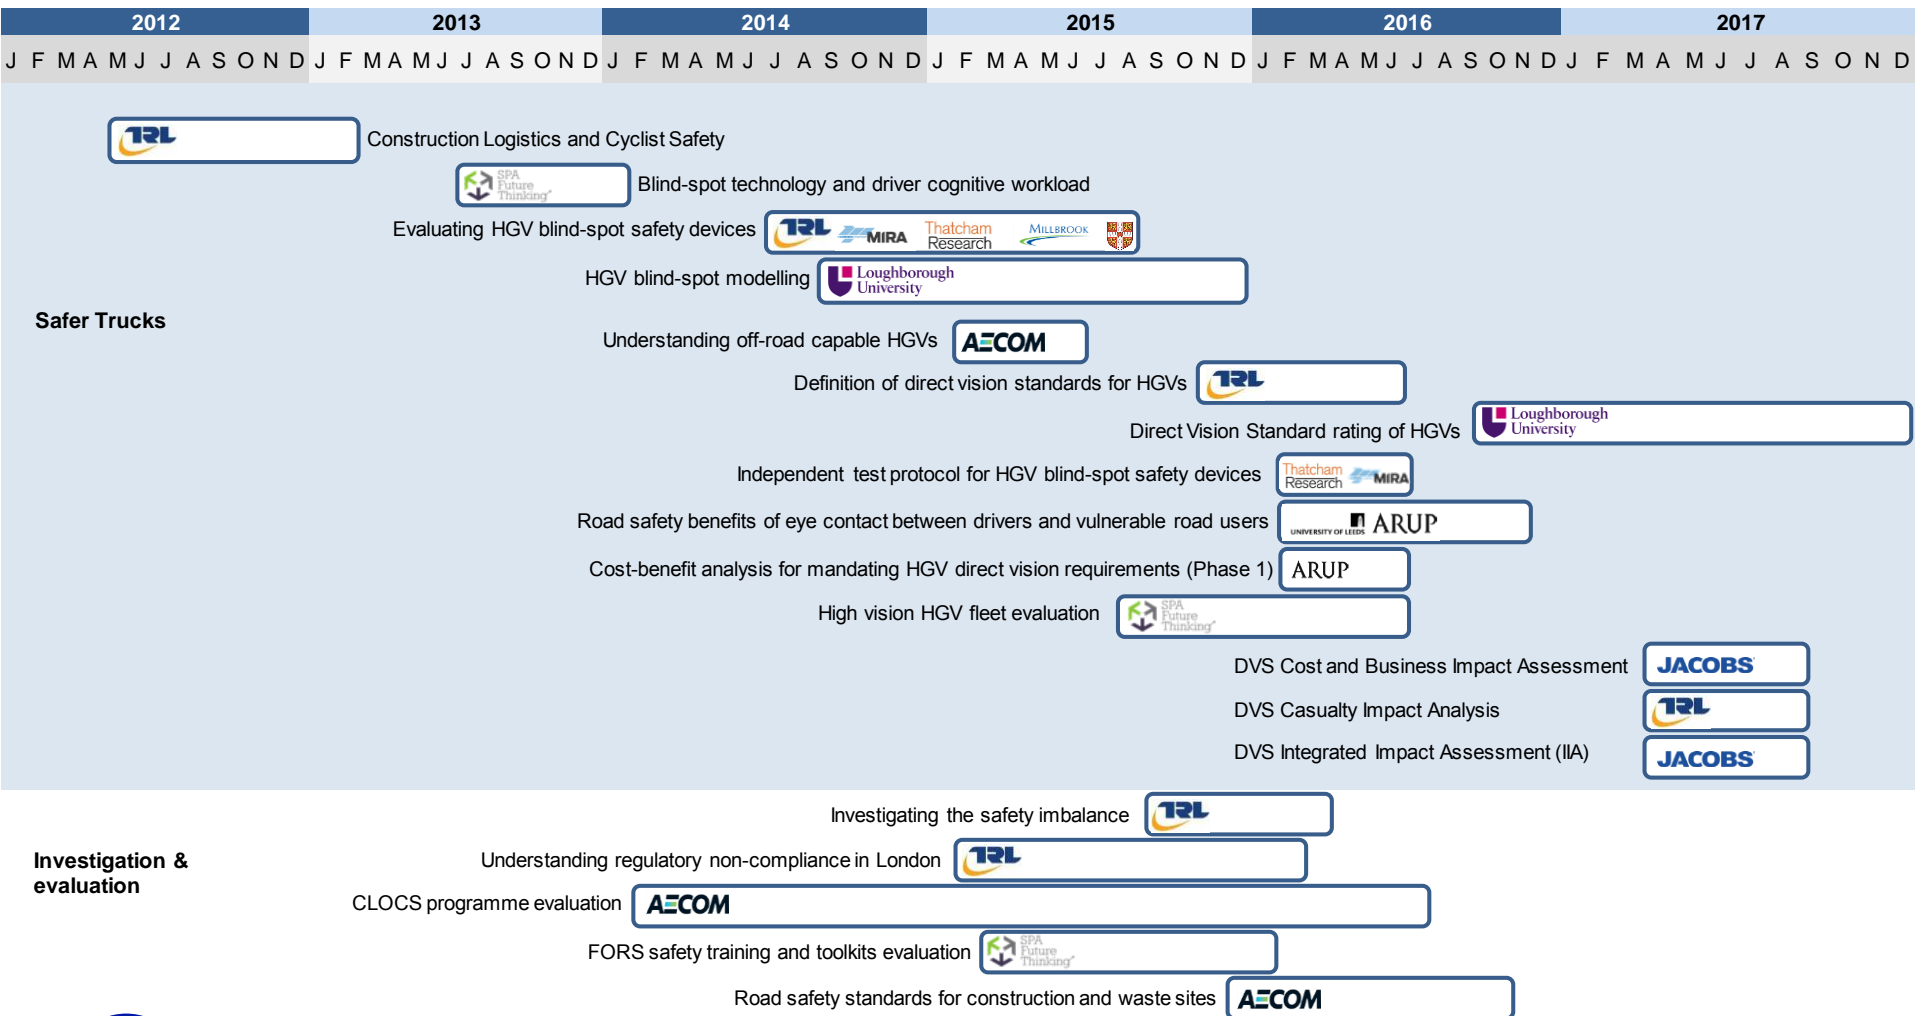 2012 2013 2014 2015 2016 2017
J F M A M J J A S O N D J F M A M J J A S O N D J F M A M J J A S O N D J F M A M J J A S O N D J F M A M J J A S O N D J F M A M J J A S O N D
Safer Trucks
TRL Construction Logistics and Cyclist Safety
SPA Future Thinking Blind-spot technology and driver cognitive workload
Evaluating HGV blind-spot safety devices TRL MIRA Thatcham Research MILLBROOK
HGV blind-spot modelling Loughborough University
Understanding off-road capable HGVs AECOM
Definition of direct vision standards for HGVs TRL
Direct Vision Standard rating of HGVs Loughborough University
Independent test protocol for HGV blind-spot safety devices Thatcham Research MIRA
Road safety benefits of eye contact between drivers and vulnerable road users UNIVERSITY OF LEEDS ARUP
Cost-benefit analysis for mandating HGV direct vision requirements (Phase 1) ARUP
High vision HGV fleet evaluation SPA Future Thinking
DVS Cost and Business Impact Assessment JACOBS
DVS Casualty Impact Analysis TRL
DVS Integrated Impact Assessment (IIA) JACOBS
Investigation &
evaluation
Investigating the safety imbalance TRL
Understanding regulatory non-compliance in London TRL
CLOCS programme evaluation AECOM
FORS safety training and toolkits evaluation SPA Future Thinking
Road safety standards for construction and waste sites AECOM